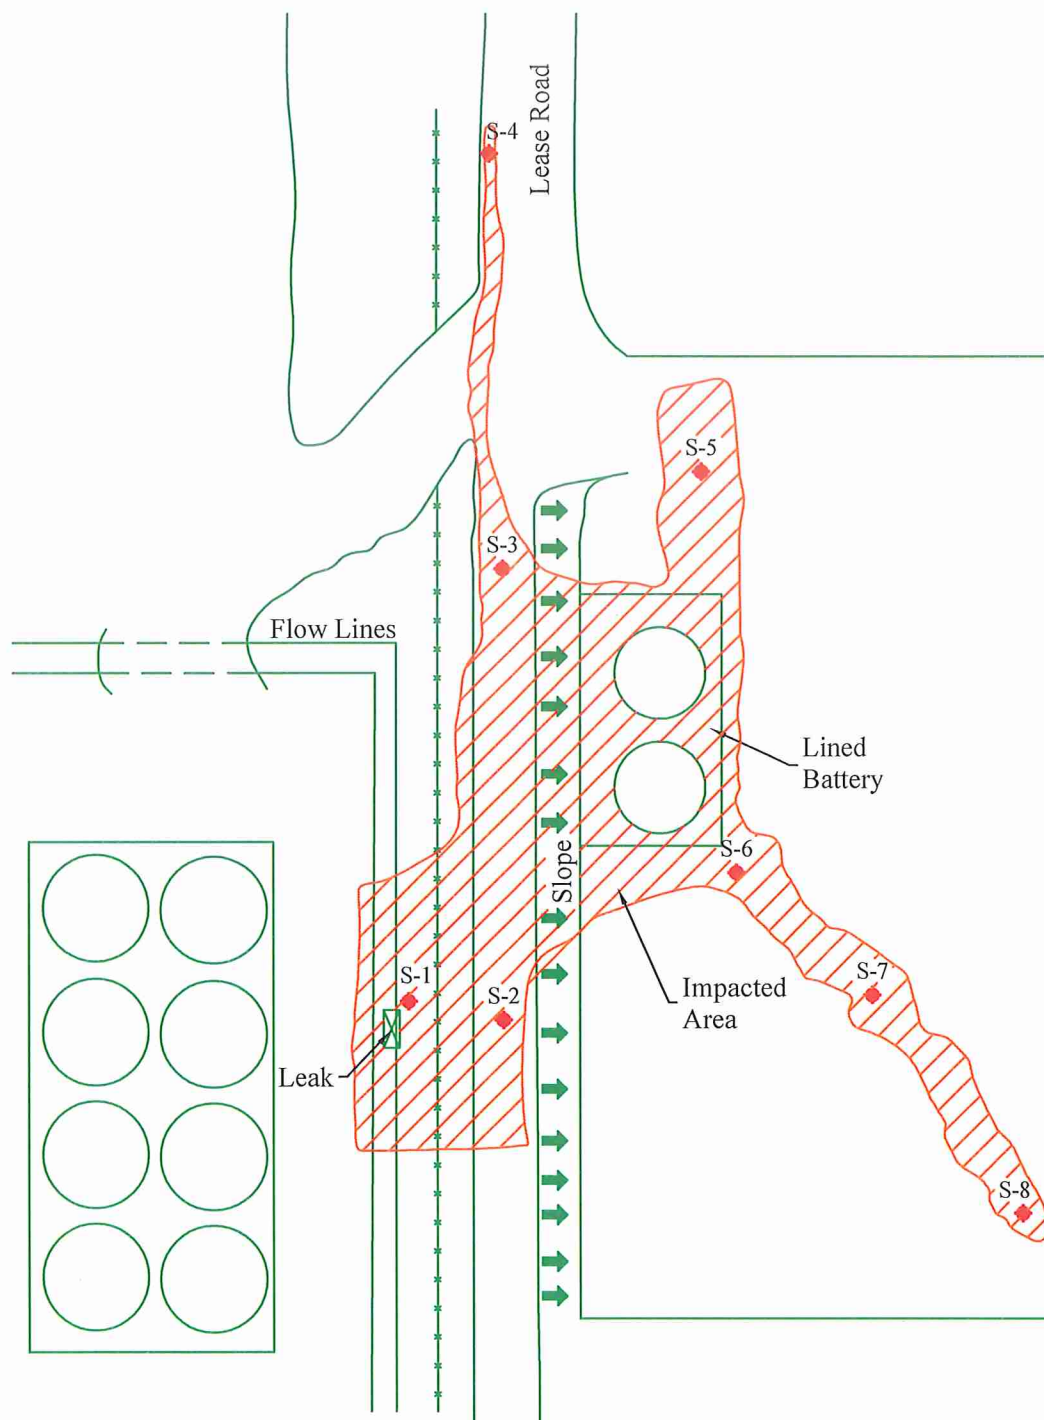 S-4
Lease Road
S-5
S-3
Flow Lines
Lined
Battery
S-6
Slope
S-7
S-1
S-2
Impacted
Area
Leak
S-8